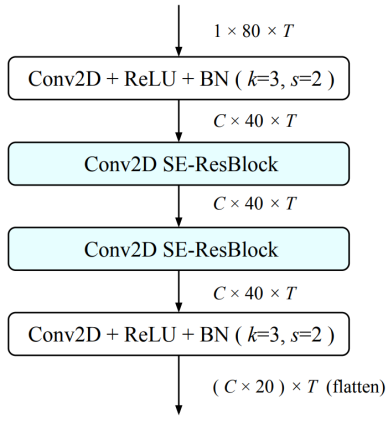 1 × 80 × T
Conv2D + ReLU + BN ( k=3, s=2 )
C × 40 × T
Conv2D SE-ResBlock
C × 40 × T
Conv2D SE-ResBlock
C × 40 × T
Conv2D + ReLU + BN ( k=3, s=2 )
( C × 20 ) × T (flatten)